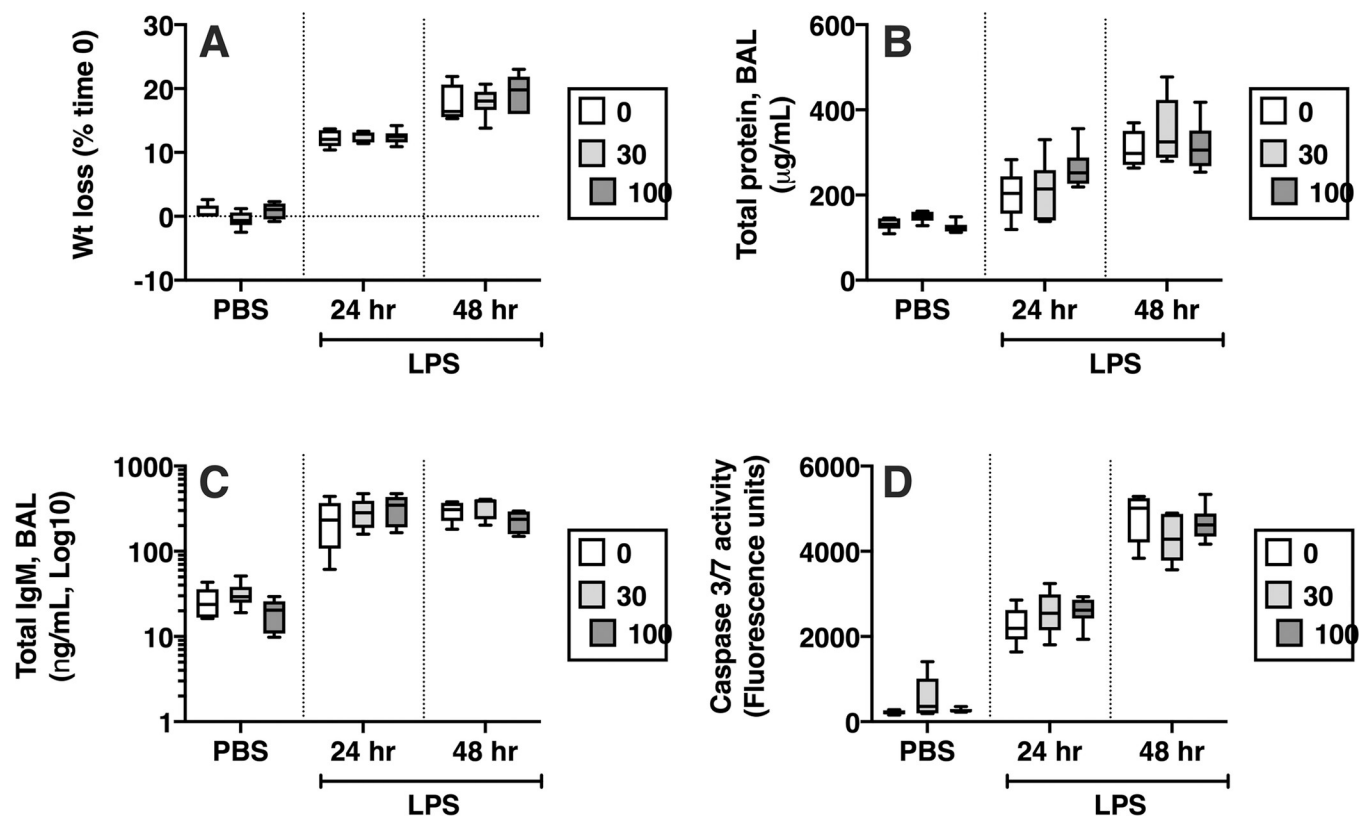 A
Wt loss (% time 0)
30
20
10
0
-10
PBS
24 hr
48 hr
LPS
0
30
100
B
Total protein, BAL
(μg/mL)
600
400
200
0
PBS
24 hr
48 hr
LPS
0
30
100
C
Total IgM, BAL
(ng/mL, Log10)
1000
100
10
1
PBS
24 hr
48 hr
LPS
0
30
100
D
Caspase 3/7 activity
(Fluorescence units)
6000
4000
2000
0
PBS
24 hr
48 hr
LPS
0
30
100